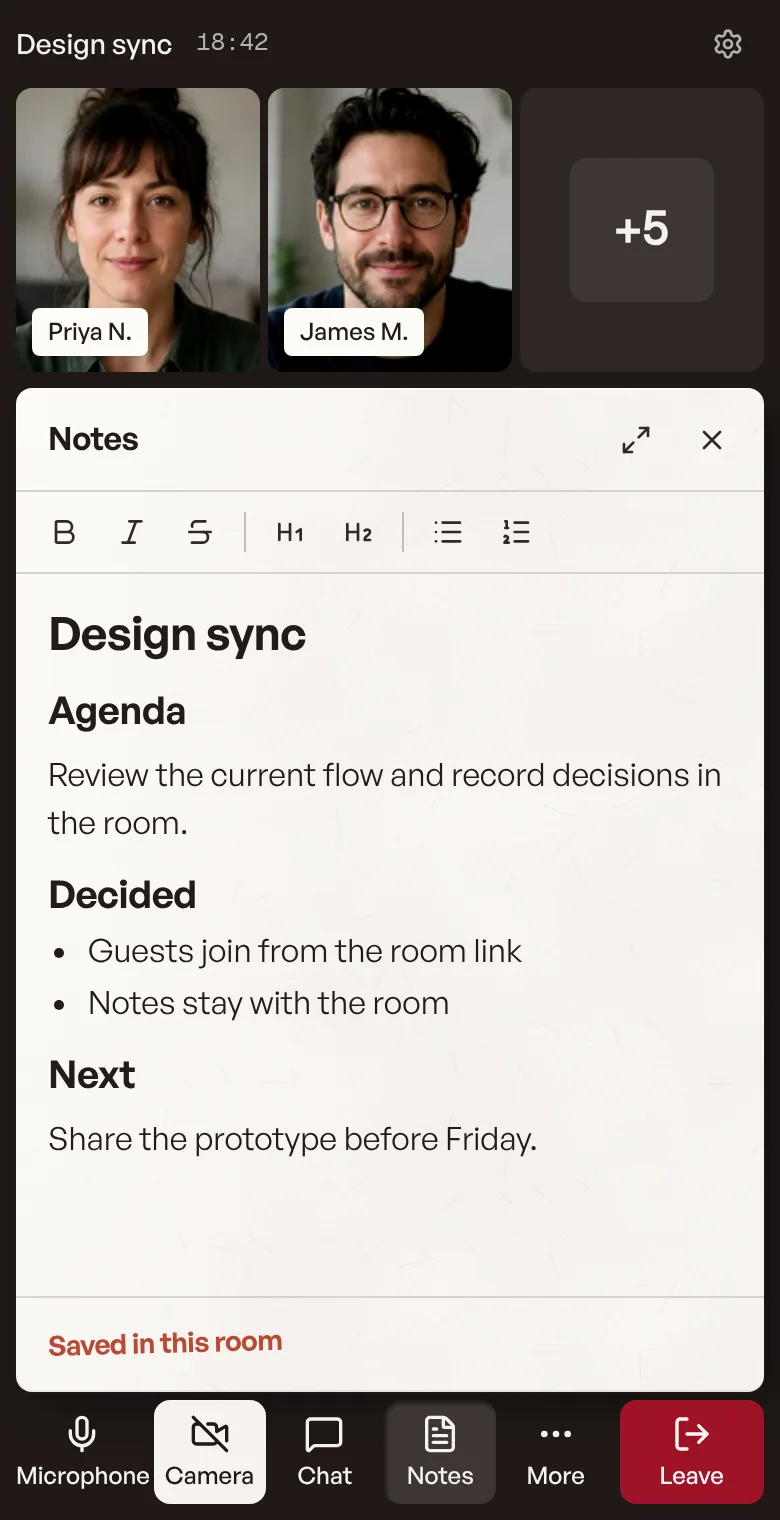 Design sync 18:42
+5
Priya N.
James M.
Notes
B I S H1 H2
Design sync
Agenda
Review the current flow and record decisions in
the room.
Decided
• Guests join from the room link
• Notes stay with the room
Next
Share the prototype before Friday.
Saved in this room
Microphone Camera Chat Notes More Leave